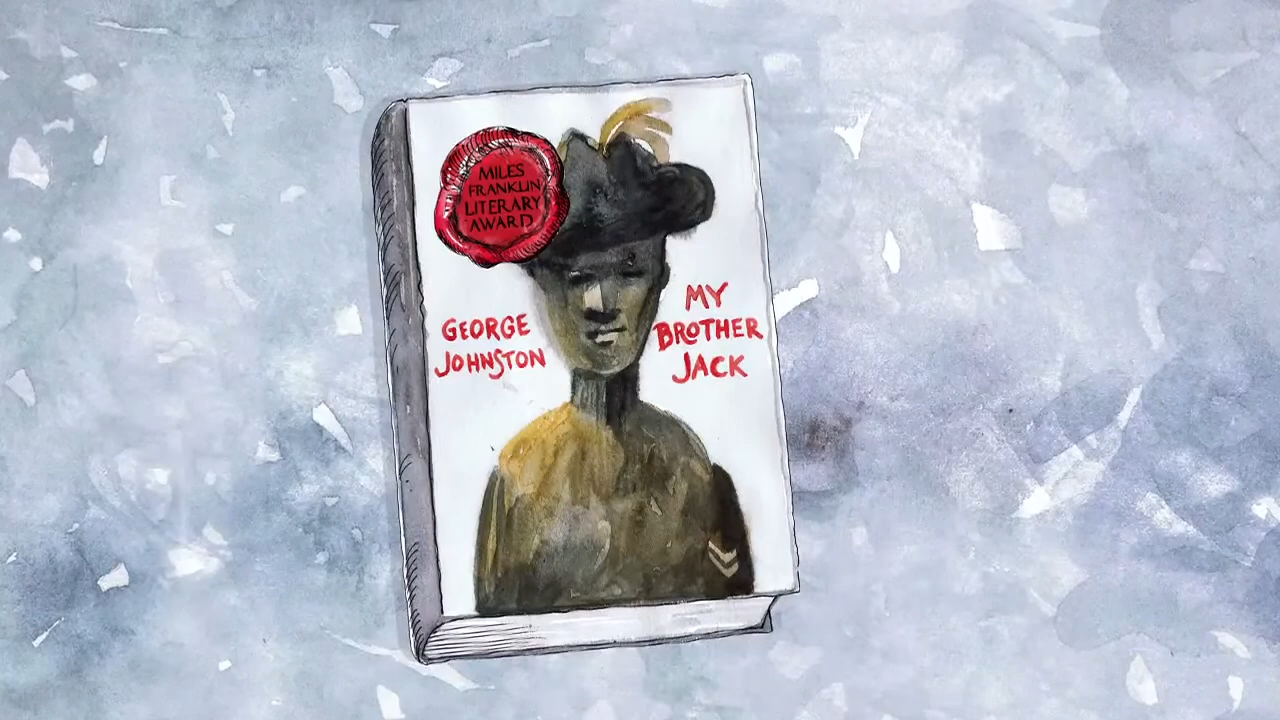 MILES
FRANKLIN
LITERARY
AWARD
GEORGE
JOHNSTON
MY
BROTHER
JACK